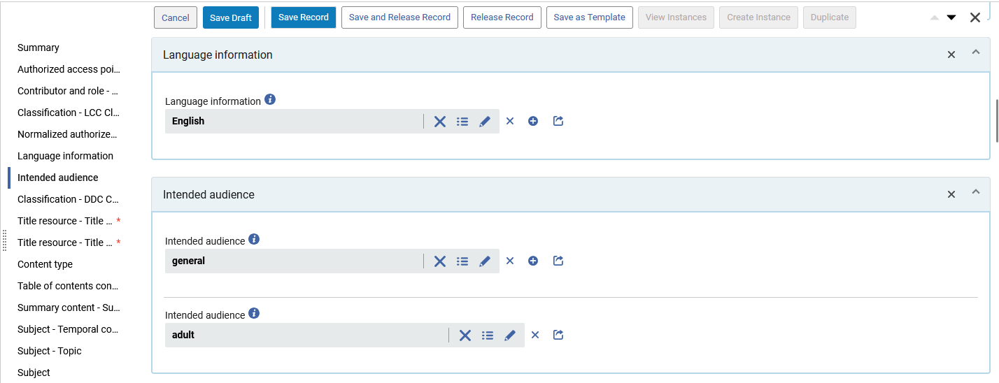 Cancel Save Draft Save Record Save and Release Record Release Record Save as Template View Instances Create Instance Duplicate
Summary
Authorized access poi...
Contributor and role - ...
Classification - LCC Cl...
Normalized authorize...
Language information
Intended audience
Classification - DDC C...
Title resource - Title ... *
Title resource - Title ... *
Content type
Table of contents con...
Summary content - Su...
Subject - Temporal co...
Subject - Topic
Subject
Language information
Language information
English
Intended audience
Intended audience
general
Intended audience
adult